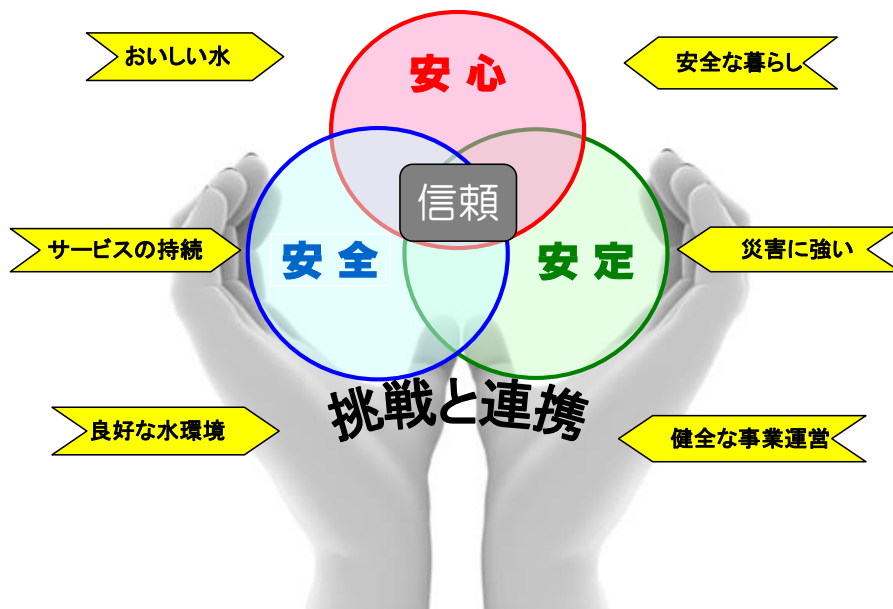 おいしい水
安心
安全な暮らし
信頼
サービスの持続
安全
安定
災害に強い
挑戦と連携
良好な水環境
健全な事業運営